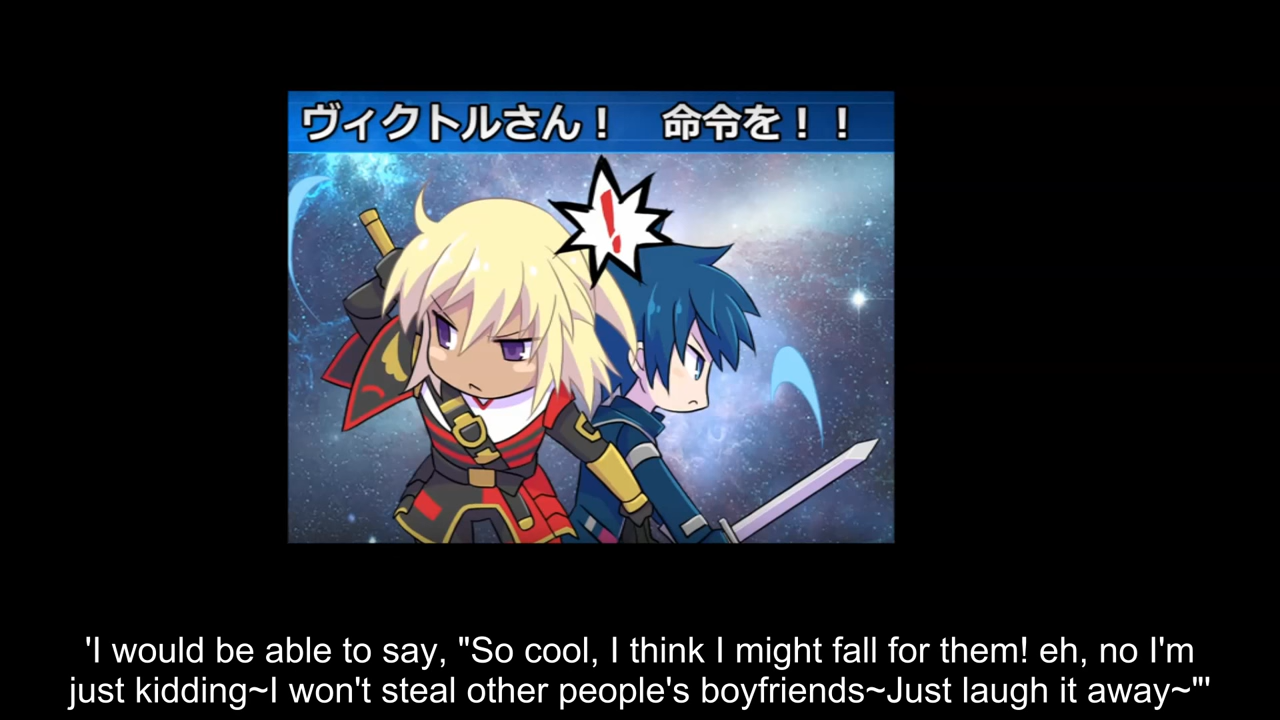 ヴィクトルさん！　命令を！！
!
'I would be able to say, "So cool, I think I might fall for them! eh, no I'm
just kidding~I won't steal other people's boyfriends~Just laugh it away~"'